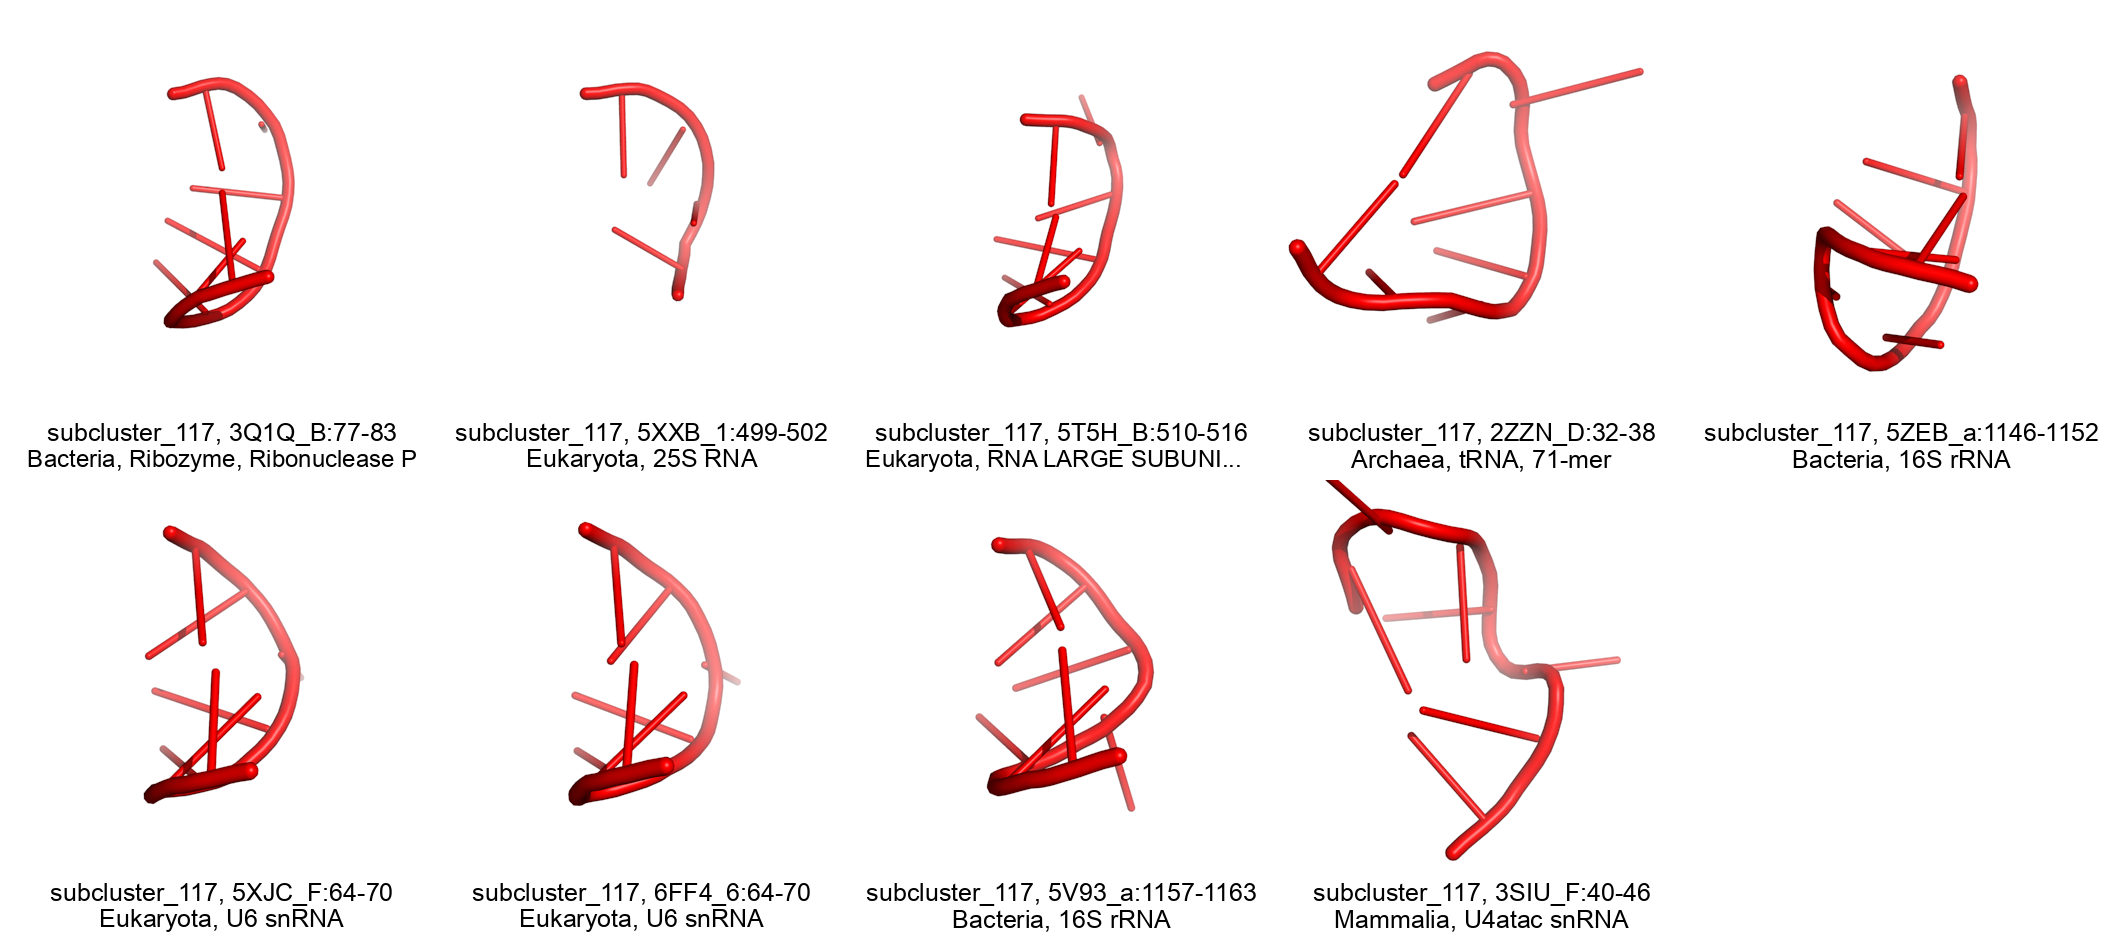 subcluster_117, 3Q1Q_B:77-83
Bacteria, Ribozyme, Ribonuclease P
subcluster_117, 5XXB_1:499-502
Eukaryota, 25S RNA
subcluster_117, 5T5H_B:510-516
Eukaryota, RNA LARGE SUBUNI...
subcluster_117, 2ZZN_D:32-38
Archaea, tRNA, 71-mer
subcluster_117, 5ZEB_a:1146-1152
Bacteria, 16S rRNA
subcluster_117, 5XJC_F:64-70
Eukaryota, U6 snRNA
subcluster_117, 6FF4_6:64-70
Eukaryota, U6 snRNA
subcluster_117, 5V93_a:1157-1163
Bacteria, 16S rRNA
subcluster_117, 3SIU_F:40-46
Mammalia, U4atac snRNA